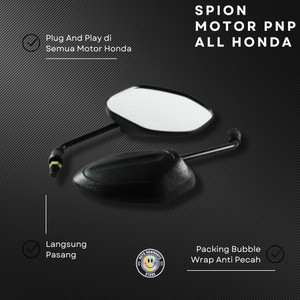 SPION
MOTOR PNP
ALL HONDA
Plug And Play di
Semua Motor Honda
Langsung
Pasang
Packing Bubble
Wrap Anti Pecah